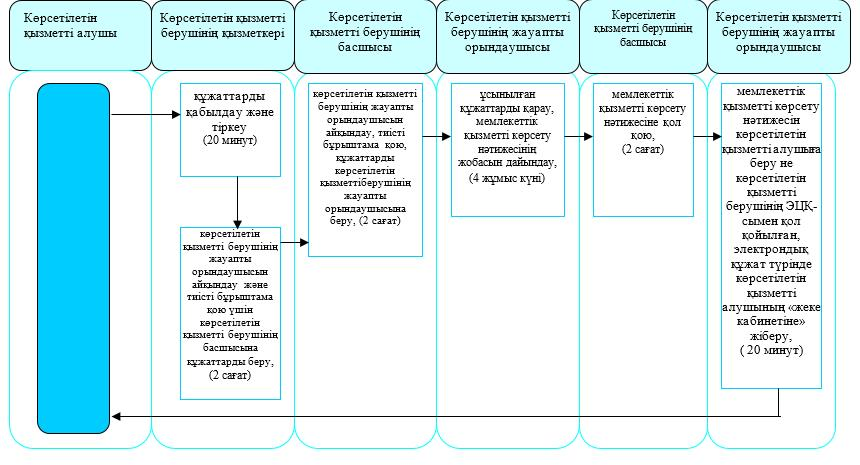 Көрсетілетін
қызметті алушы
Көрсетілетін қызметті
берушінің қызметкері
Көрсетілетін
қызметті берушінің
басшысы
Көрсетілетін қызметті
берушінің жауапты
орындаушысы
Көрсетілетін
қызметті берушінің
басшысы
Көрсетілетін қызметті
берушінің жауапты
орындаушысы
құжаттарды
қабылдау және
тіркеу
(20 минут)
көрсетілетін
қызметті берушінің
жауапты
орындаушысын
айқындау және
тиісті бұрыштама
қою үшін
көрсетілетін
қызметті берушінің
басшысына
құжаттарды беру,
(2 сағат)
көрсетілетін қызметті
берушінің жауапты
орындаушысын
айқындау, тиісті
бұрыштама қою,
құжаттарды
көрсетілетін
қызметтіберушінің
жауапты
орындаушысына
беру, (2 сағат)
ұсынылған
құжаттарды қарау,
мемлекеттік
қызметті көрсету
нәтижесінің
жобасын дайындау,
(4 жұмыс күні)
мемлекеттік
қызметті көрсету
нәтижесіне қол
қою,
(2 сағат)
мемлекеттік
қызметті көрсету
нәтижесін
көрсетілетін
қызметті алушыға
беру не
көрсетілетін
қызметті
берушінің ЭЦҚ-
сымен қол
қойылған,
электрондық
құжат түрінде
көрсетілетін
қызметті
алушының «жеке
кабинетіне»
жіберу,
( 20 минут)